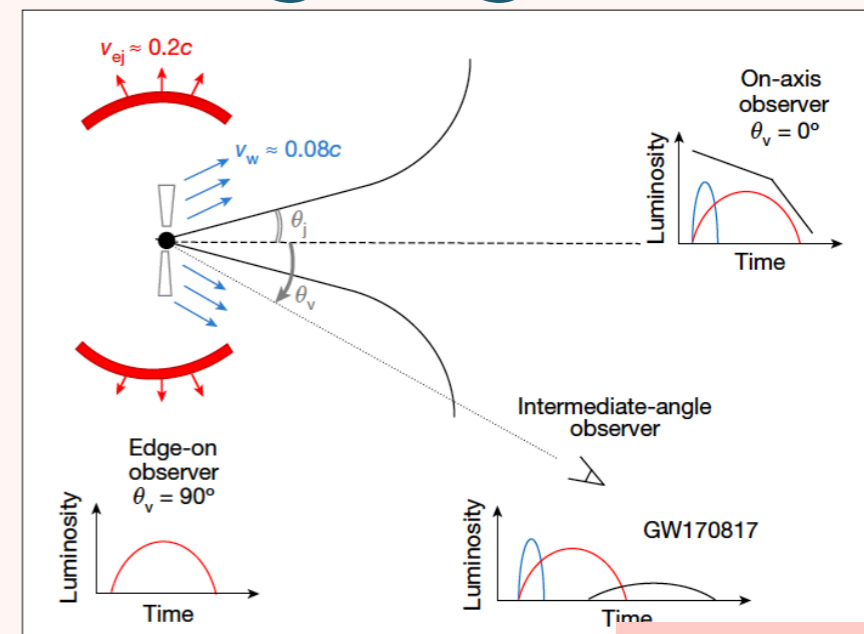 v_ej ≈ 0.2c
v_w ≈ 0.08c
θ_j
θ_v
On-axis
observer
θ_v = 0°
Luminosity
Time
Intermediate-angle
observer
Edge-on
observer
θ_v = 90°
Luminosity
Time
GW170817
Luminosity
Time